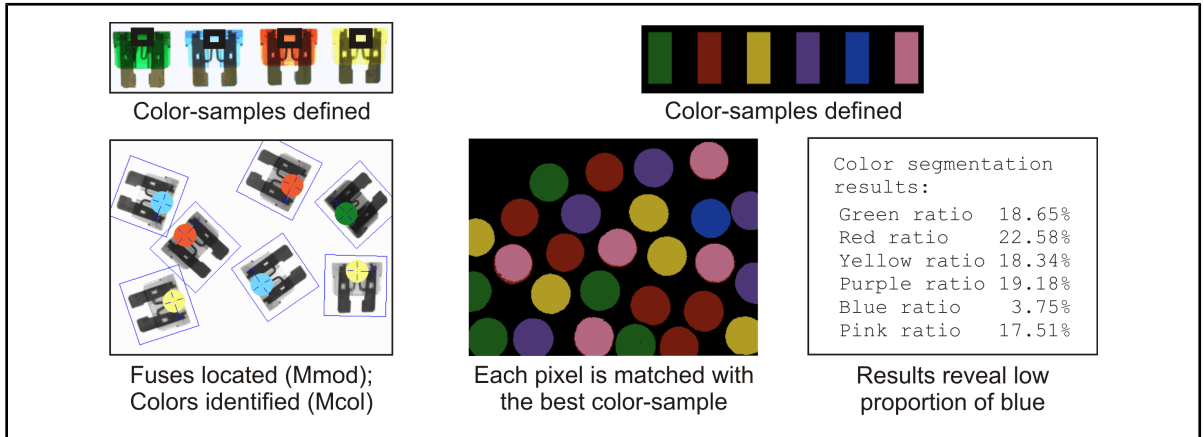 Color-samples defined
Color-samples defined
Fuses located (Mmod);
Colors identified (Mcol)
Each pixel is matched with
the best color-sample
Color segmentation
results:
Green ratio 18.65%
Red ratio 22.58%
Yellow ratio 18.34%
Purple ratio 19.18%
Blue ratio 3.75%
Pink ratio 17.51%
Results reveal low
proportion of blue